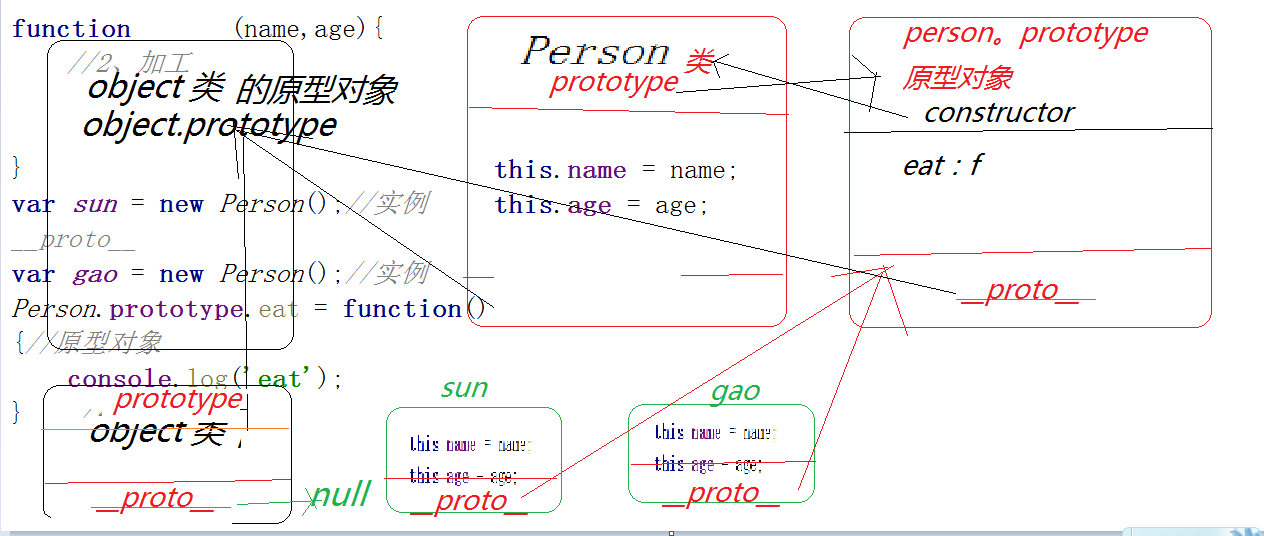 function (name,age){
//2、加工
object 类 的原型对象
object.prototype
}
var sun = new Person();//实例
__proto__
var gao = new Person();//实例
Person.prototype.eat = function()
{//原型对象
console.log('eat');
}
prototype
object 类
__proto__
null
Person 类
prototype
this.name = name;
this.age = age;
person。prototype
原型对象
constructor
eat：f
__proto__
sun
this name = name;
this age = age;
__proto__
gao
this name = name;
this age = age;
__proto__